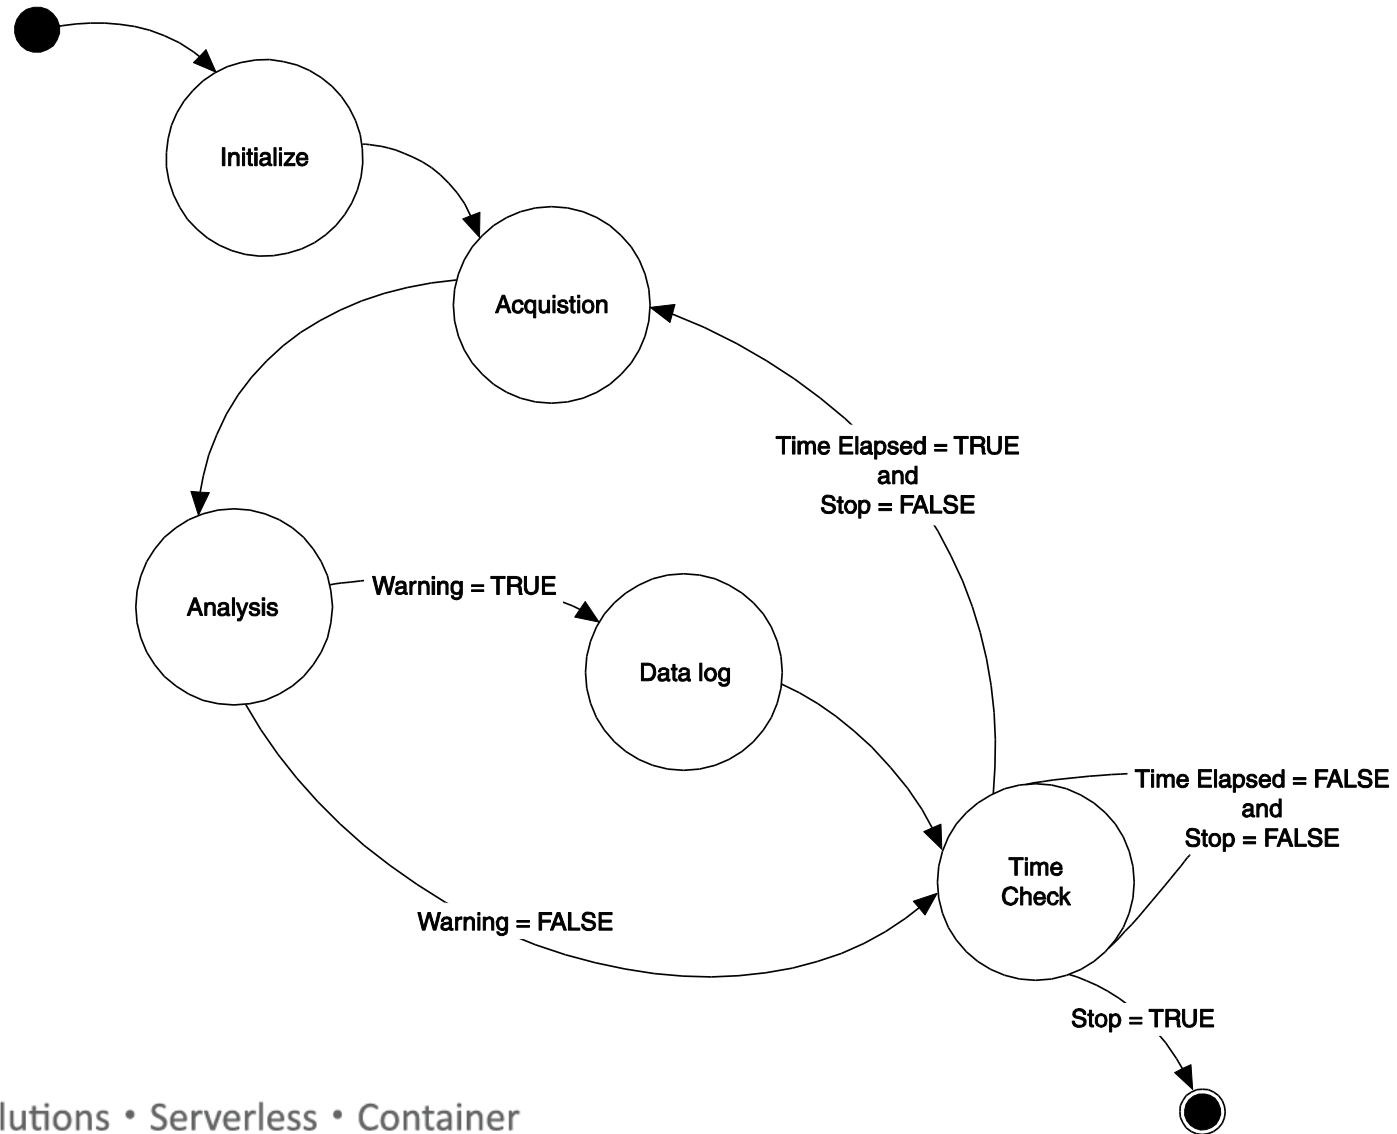 Initialize
Acquistion
Time Elapsed = TRUE
and
Stop = FALSE
Analysis
Warning = TRUE
Data log
Time Elapsed = FALSE
and
Stop = FALSE
Time
Check
Warning = FALSE
Stop = TRUE
lutions • Serverless • Container